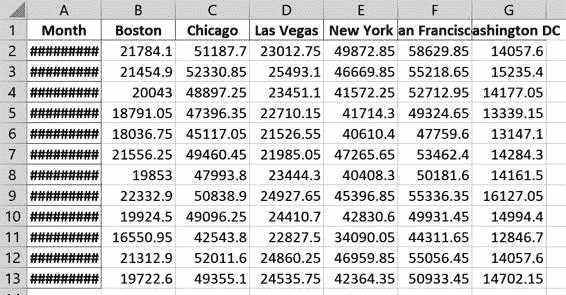 A B C D E F G
1 Month Boston Chicago Las Vegas New York an Francisc ashington DC
2 ######### 21784.1 51187.7 23012.75 49872.85 58629.85 14057.6
3 ######### 21454.9 52330.85 25493.1 46669.85 55218.65 15235.4
4 ######### 20043 48897.25 23451.1 41572.25 52712.95 14177.05
5 ######### 18791.05 47396.35 22710.15 41714.3 49324.65 13339.15
6 ######### 18036.75 45117.05 21526.55 40610.4 47759.6 13147.1
7 ######### 21556.25 49460.45 21985.05 47265.65 53462.4 14284.3
8 ######### 19853 47993.8 23444.3 40408.3 50181.6 14161.5
9 ######### 22332.9 50838.9 24927.65 45396.85 55336.35 16127.05
10 ######### 19924.5 49096.25 24410.7 42830.6 49931.45 14994.4
11 ######### 16550.95 42543.8 22827.5 34090.05 44311.65 12846.7
12 ######### 21312.9 52011.6 24860.25 46959.85 55056.45 14057.6
13 ######### 19722.6 49355.1 24535.75 42364.35 50933.45 14702.15